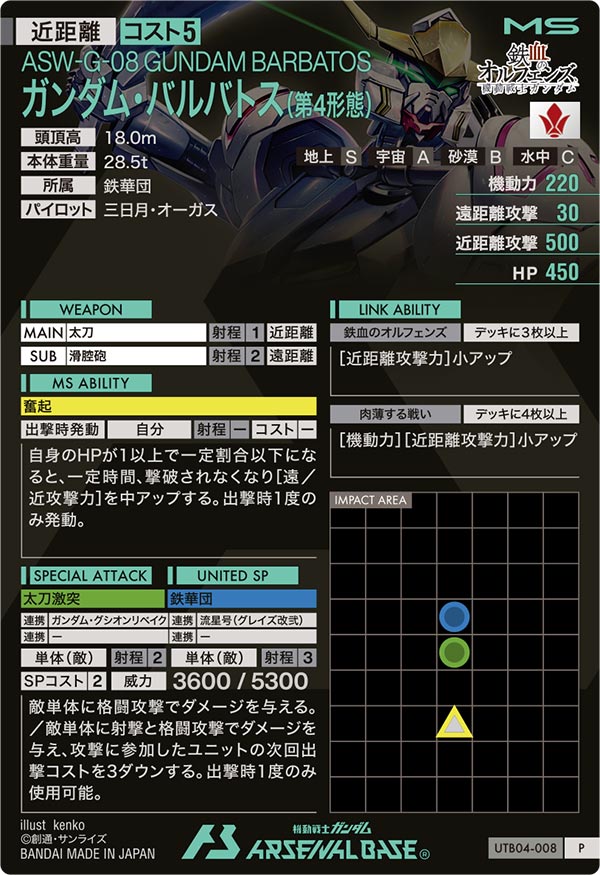 近距離 コスト5 MS
ASW-G-08 GUNDAM BARBATOS
ガンダム・バルバトス(第4形態)
機動戦士ガンダム 鉄血のオルフェンズ
頭頂高 18.0m
本体重量 28.5t
所属 鉄華団
パイロット 三日月・オーガス
地上 S 宇宙 A 砂漠 B 水中 C
機動力 220
遠距離攻撃 30
近距離攻撃 500
HP 450
WEAPON
MAIN 太刀 射程 1 近距離
SUB 滑腔砲 射程 2 遠距離
MS ABILITY
奮起
出撃時発動 自分 射程 ー コスト ー
自身のHPが1以上で一定割合以下にな
ると、一定時間、撃破されなくなり[遠/
近攻撃力]を中アップする。出撃時1度の
み発動。
LINK ABILITY
鉄血のオルフェンズ デッキに3枚以上
[近距離攻撃力]小アップ
肉薄する戦い デッキに4枚以上
[機動力][近距離攻撃力]小アップ
IMPACT AREA
SPECIAL ATTACK UNITED SP
太刀激突 鉄華団
連携 ガンダム・グシオンリベイク 連携 流星号(グレイズ改弐)
連携 ー 連携 ー
単体(敵) 射程 2 単体(敵) 射程 3
SPコスト 2 威力 3600 / 5300
敵単体に格闘攻撃でダメージを与える。
/敵単体に射撃と格闘攻撃でダメージを
与え、攻撃に参加したユニットの次回出
撃コストを3ダウンする。出撃時1度のみ
使用可能。
illust kenko
©創通・サンライズ
BANDAI MADE IN JAPAN
機動戦士ガンダム
AB ARSENAL BASE®
UTB04-008 P